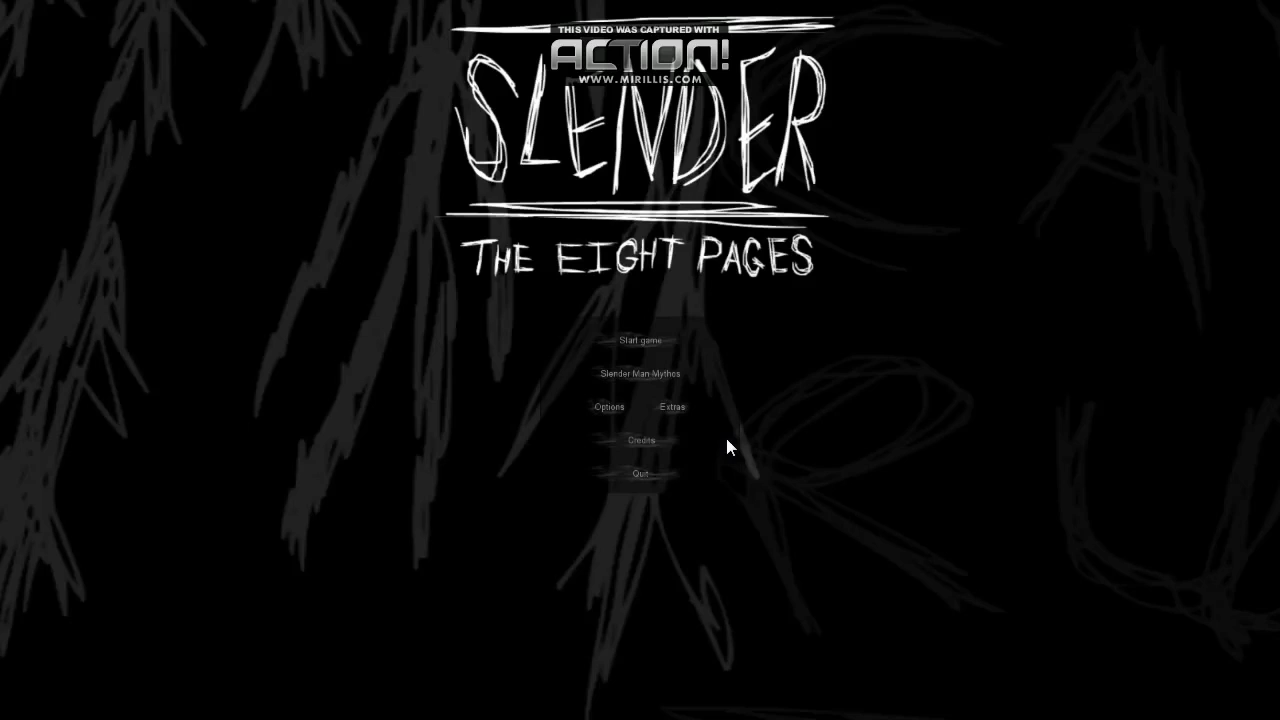 THIS VIDEO WAS CAPTURED WITH
ACTION!
WWW.MIRILLIS.COM
SLENDER
THE EIGHT PAGES
Start game
Slender Man Mythos
Options Extras
Credits
Quit